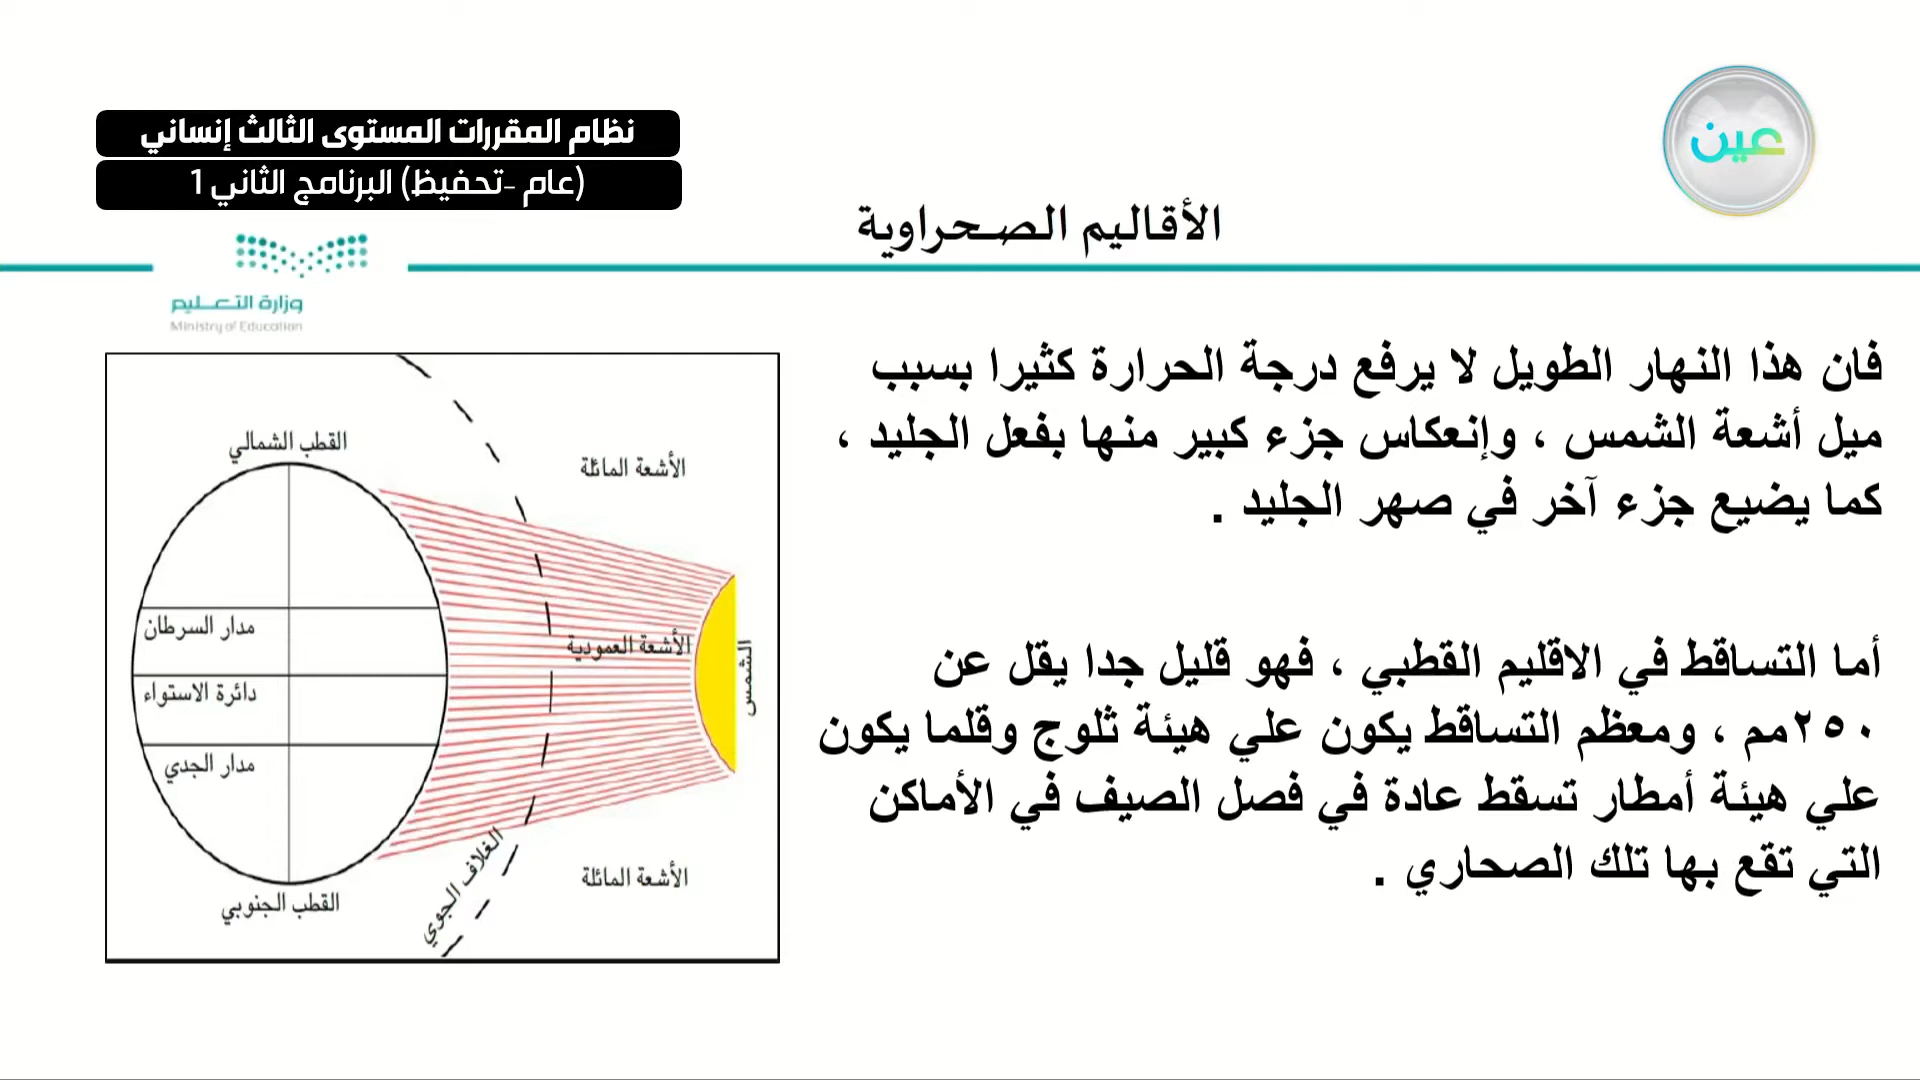 نظام المقررات المستوى الثالث إنساني
(عام -تحفيظ) البرنامج الثاني 1
عين
الأقاليم الصحراوية
وزارة التعليم
Ministry of Education
فان هذا النهار الطويل لا يرفع درجة الحرارة كثيرا بسبب
ميل أشعة الشمس ، وإنعكاس جزء كبير منها بفعل الجليد ،
كما يضيع جزء آخر في صهر الجليد .
أما التساقط في الاقليم القطبي ، فهو قليل جدا يقل عن
٢٥٠مم ، ومعظم التساقط يكون علي هيئة ثلوج وقلما يكون
علي هيئة أمطار تسقط عادة في فصل الصيف في الأماكن
التي تقع بها تلك الصحاري .
القطب الشمالي
الأشعة المائلة
مدار السرطان
الأشعة العمودية
الشمس
دائرة الاستواء
مدار الجدي
الغلاف الجوي
الأشعة المائلة
القطب الجنوبي